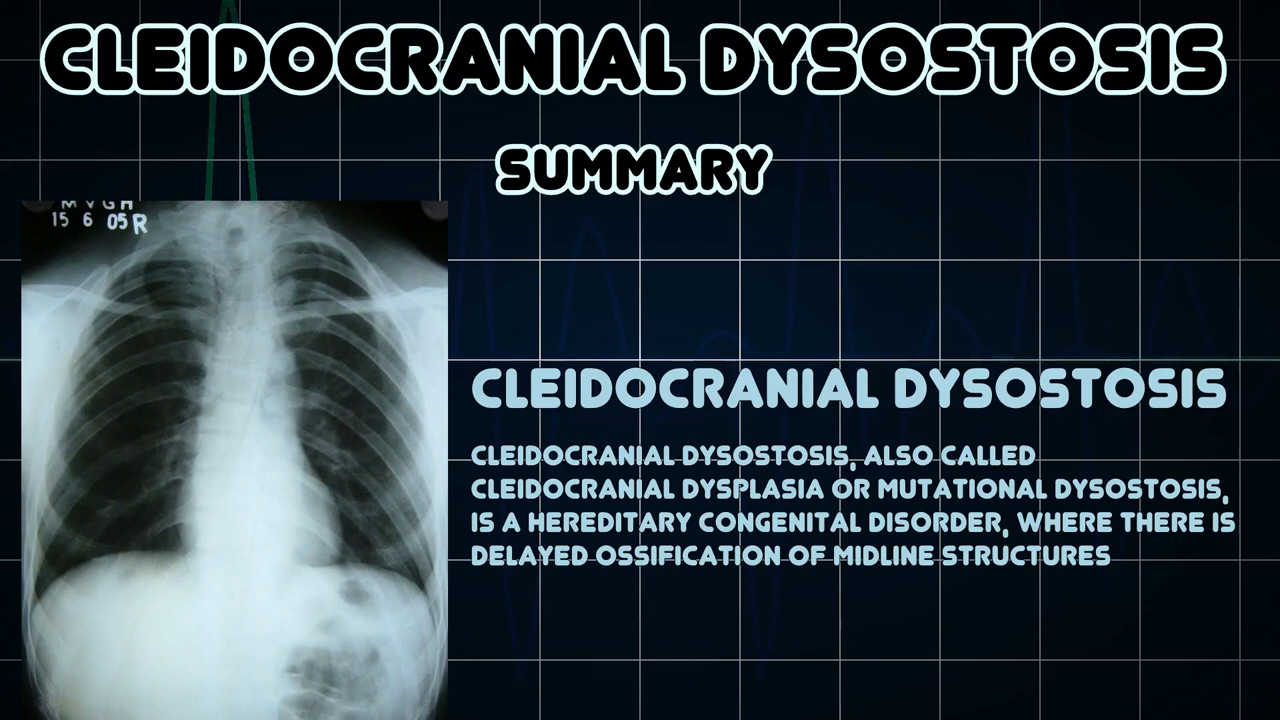 CLEIDOCRANIAL DYSOSTOSIS
SUMMARY
M V G H
15 6 05 R
CLEIDOCRANIAL DYSOSTOSIS
CLEIDOCRANIAL DYSOSTOSIS, ALSO CALLED
CLEIDOCRANIAL DYSPLASIA OR MUTATIONAL DYSOSTOSIS,
IS A HEREDITARY CONGENITAL DISORDER, WHERE THERE IS
DELAYED OSSIFICATION OF MIDLINE STRUCTURES